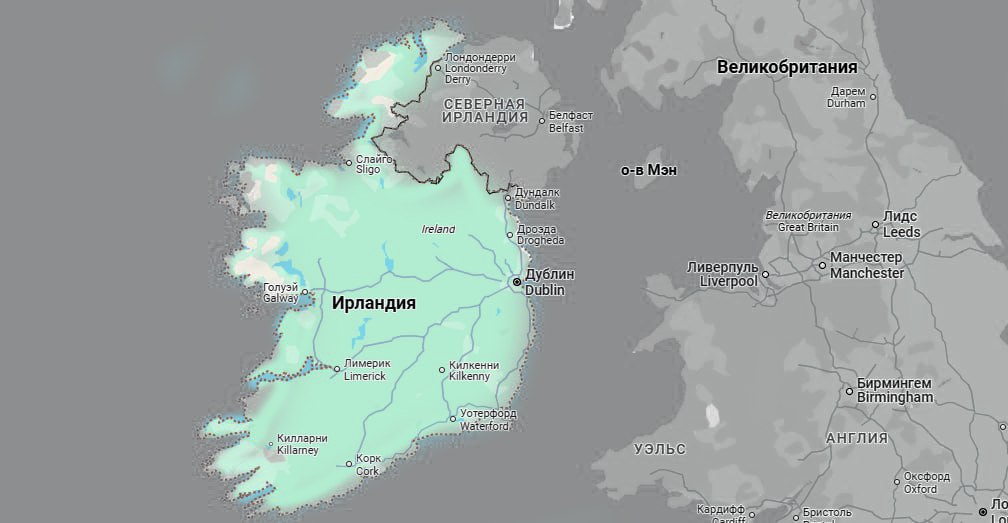 Лондондерри
Londonderry
Derry
СЕВЕРНАЯ
ИРЛАНДИЯ
Белфаст
Belfast
Великобритания
Дарем
Durham
Слайго
Sligo
о-в Мэн
Дундалк
Dundalk
Ireland
Дрозда
Drogheda
Великобритания
Great Britain
Лидс
Leeds
Манчестер
Manchester
Ливерпуль
Liverpool
Дублин
Dublin
Голуэй
Galway
Ирландия
Лимерик
Limerick
Килкенни
Kilkenny
Бирмингем
Birmingham
Уотерфорд
Waterford
Килларни
Killarney
Корк
Cork
УЭЛЬС
АНГЛИЯ
Оксфорд
Oxford
Кардифф
Cardiff
Бристоль
Ло